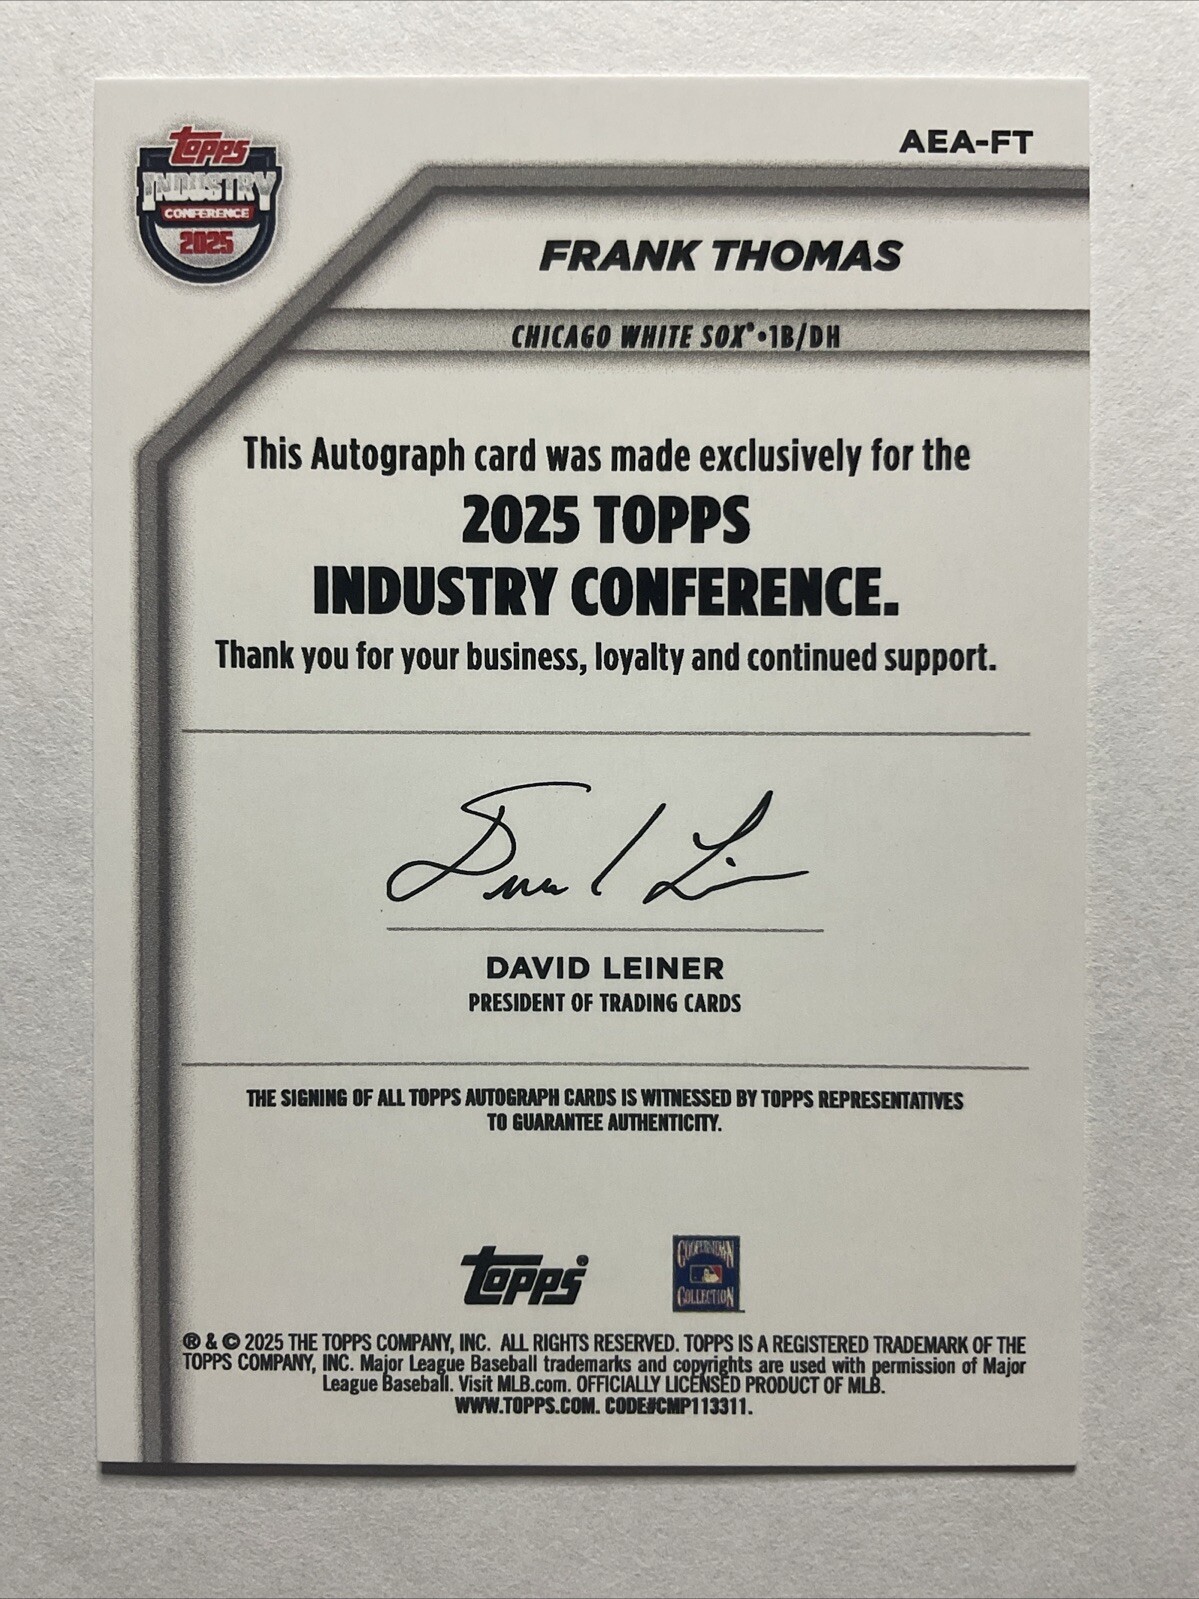 Topps
INDUSTRY
CONFERENCE
2025
AEA-FT
FRANK THOMAS
CHICAGO WHITE SOX®•1B/DH
This Autograph card was made exclusively for the
2025 TOPPS
INDUSTRY CONFERENCE.
Thank you for your business, loyalty and continued support.
DAVID LEINER
PRESIDENT OF TRADING CARDS
THE SIGNING OF ALL TOPPS AUTOGRAPH CARDS IS WITNESSED BY TOPPS REPRESENTATIVES
TO GUARANTEE AUTHENTICITY.
Topps®
COOPERSTOWN
COLLECTION
® & © 2025 THE TOPPS COMPANY, INC. ALL RIGHTS RESERVED. TOPPS IS A REGISTERED TRADEMARK OF THE
TOPPS COMPANY, INC. Major League Baseball trademarks and copyrights are used with permission of Major
League Baseball. Visit MLB.com. OFFICIALLY LICENSED PRODUCT OF MLB.
WWW.TOPPS.COM. CODE#CMP113311.